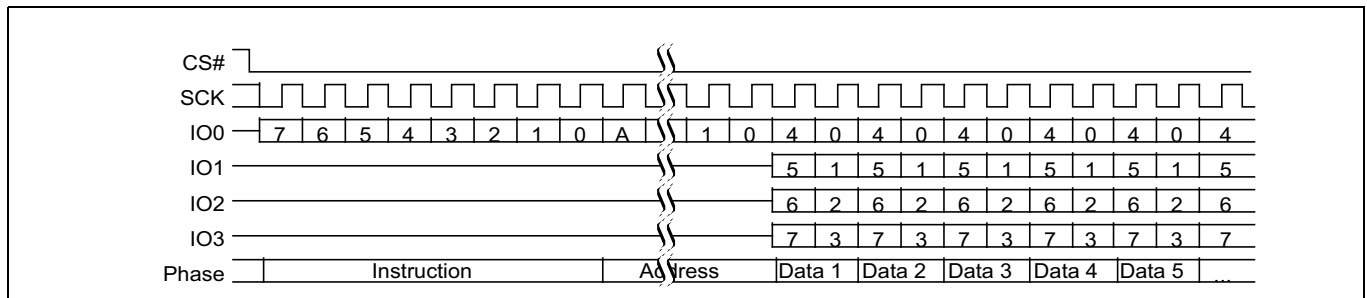 CS#
SCK
IO0 7 6 5 4 3 2 1 0 A 1 0 4 0 4 0 4 0 4 0 4 0 4
IO1 5 1 5 1 5 1 5 1 5 1 5
IO2 6 2 6 2 6 2 6 2 6 2 6
IO3 7 3 7 3 7 3 7 3 7 3 7
Phase Instruction Address Data 1 Data 2 Data 3 Data 4 Data 5 ...